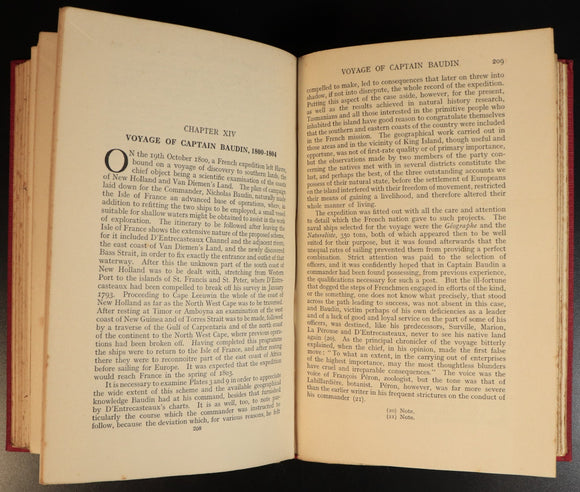 CHAPTER XIV
VOYAGE OF CAPTAIN BAUDIN, 1800-1804
ON the 19th October 1800, a French expedition left Havre,
bound on a voyage of discovery to southern lands, its
chief object being a scientific examination of the coasts
of New Holland and Van Diemen's Land. The plan of campaign
laid down for the Commander, Nicholas Baudin, naturally made
the Isle of France an advanced base of operations, where, in
addition to refitting the two ships to be employed, a small vessel
suitable for shallow waters might be obtained to assist in the work
of exploration. The itinerary to be followed after leaving the
Isle of France shows the extensive nature of the proposed scheme,
for it included D'Entrecasteaux Channel and the adjacent shore,
the east coast of Van Diemen's Land, and the newly discovered
Bass Strait, in order to fix exactly the entrance and outlet of this
waterway. After this the unknown part of the south coast of
New Holland was to be dealt with, stretching from Western
Port to the islands of St. Francis and St. Peter, where D'Entre-
casteaux had been compelled to break off his survey in January
1793. Proceeding to Cape Leeuwin the whole of the coast of
New Holland as far as the North West Cape was to be traversed.
After resting at Timor or Amboyna an examination of the east
coast of New Guinea and of Torres Strait was to be made, followed
by a traverse of the Gulf of Carpentaria and of the north coast
of the continent to the North West Cape, where previous opera-
tions had been broken off. Having completed this programme
the ships were to return to the Isle of France, and after resting
there they were to reconnoitre part of the east coast of Africa
before sailing for Europe. It was expected that the expedition
would reach France in the spring of 1803.
It is necessary to examine Plates 3 and 9 in order to appreciate
the wide extent of this scheme and the available geographical
knowledge Baudin had at his command, besides that furnished
by D'Entrecasteaux's charts. It is as well, too, to note par-
ticularly the course which the commander was instructed to
follow, because the deviation which, for various reasons, he felt
208
VOYAGE OF CAPTAIN BAUDIN 209
compelled to make, led to consequences that later on threw into
shadow, if not into disrepute, the whole record of the expedition.
Putting this aspect of the case aside, however, for the present,
as well as the results achieved in natural history research,
Tasmanians and all those interested in the primitive people who
inhabited the island have good reason to congratulate themselves
that the southern and eastern coasts of the country were included
in the French mission. The geographical work carried out in
those parts, and in the vicinity of King Island, though useful and
opportune, was not of first-rate quality or of primary importance,
but the observations made by two members of the party con-
cerning the natives met with in several districts constitute the
last, and perhaps the best, of the three outstanding accounts we
possess of their natural state, before the settlement of Europeans
on the island interfered with their freedom of movement, restricted
their means of gaining a livelihood, and therefore altered their
whole manner of living.
The expedition was fitted out with all the care and attention
to detail which the French nation gave to such projects. The
naval ships selected for the voyage were the Géographe and the
Naturaliste, 350 tons, both of which appeared then to be well
suited for their purpose, but it was found afterwards that the
unequal rates of sailing prevented them from providing a perfect
combination. Strict attention was paid to the selection of
officers, and it was confidently hoped that in Captain Baudin a
commander had been found possessing, from previous experience,
the qualifications necessary for such a post. But the ill-fortune
that dogged the steps of Frenchmen engaged in efforts of the kind,
or the something, one does not know what precisely, that stood
across the path leading to success, was not absent in this case,
and Baudin, victim perhaps of his own deficiencies as a leader
and of a lack of good and loyal service on the part of some of his
officers, was destined, like his predecessors, Surville, Marion,
La Pérouse and D'Entrecasteaux, never to see his native land
again (20). As the principal chronicler of the voyage bitterly
explained, when the chief, in his opinion, made the first false
move: "To what an extent, in the carrying out of enterprises
of the highest importance, may the most thoughtless blunders
have cruel and irreparable consequences." The voice was the
voice of François Péron, zoologist, but the tone was that of
Labillardière, botanist. Péron, however, was far more severe
than the earlier writer in his frequent strictures on the conduct of
his commander (21).
(20) Note.
(21) Note.